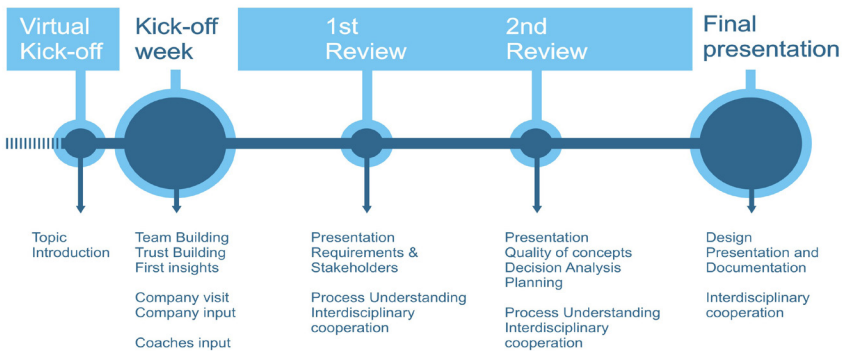 Virtual
Kick-off
Kick-off
week
1st
Review
2nd
Review
Final
presentation
Topic
Introduction
Team Building
Trust Building
First insights
Company visit
Company input
Coaches input
Presentation
Requirements &
Stakeholders
Process Understanding
Interdisciplinary
cooperation
Presentation
Quality of concepts
Decision Analysis
Planning
Process Understanding
Interdisciplinary
cooperation
Design
Presentation and
Documentation
Interdisciplinary
cooperation